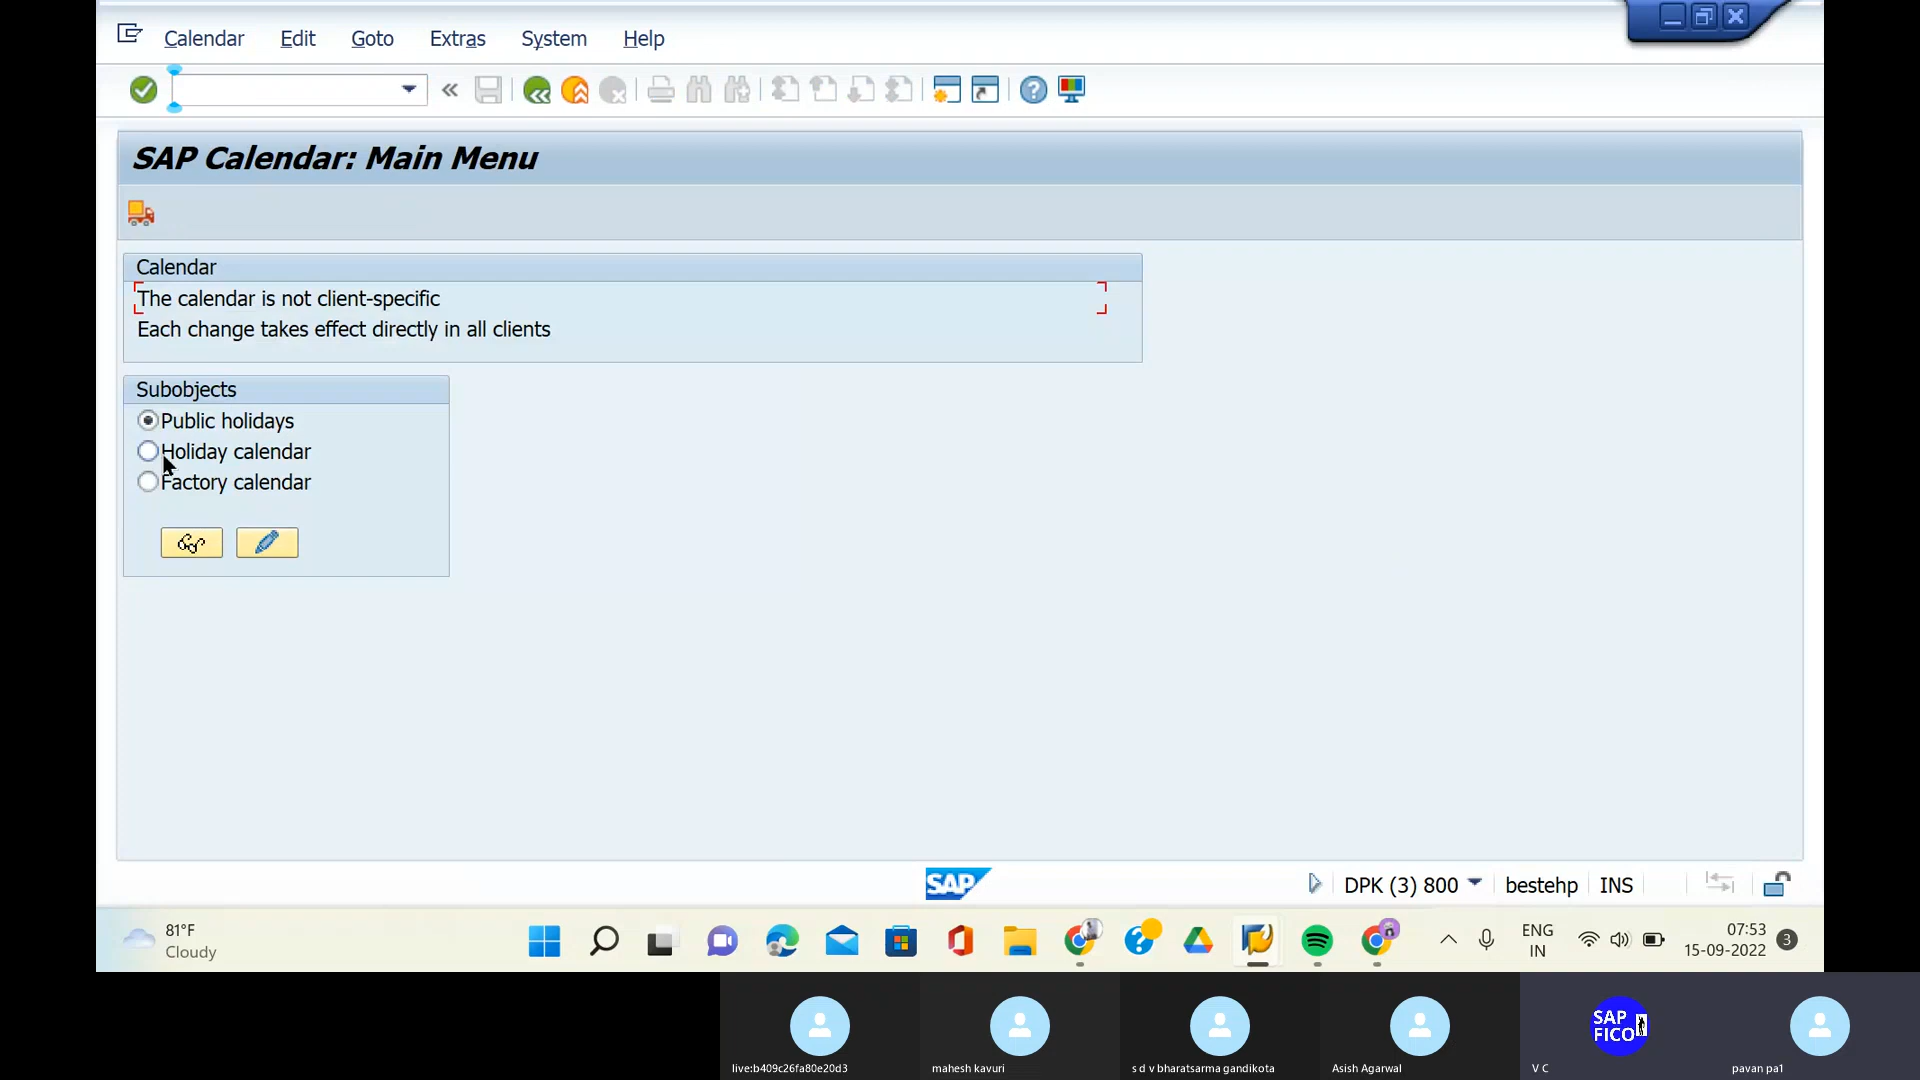 Calendar Edit Goto Extras System Help
SAP Calendar: Main Menu
Calendar
The calendar is not client-specific
Each change takes effect directly in all clients
Subobjects
Public holidays
Holiday calendar
Factory calendar
SAP
DPK (3) 800 bestehp INS
81°F
Cloudy
ENG
IN
07:53
15-09-2022
3
SAP
FICO
live:b409c26fa80e20d3
mahesh kavuri
s d v bharatsarma gandikota
Asish Agarwal
V C
pavan pa1